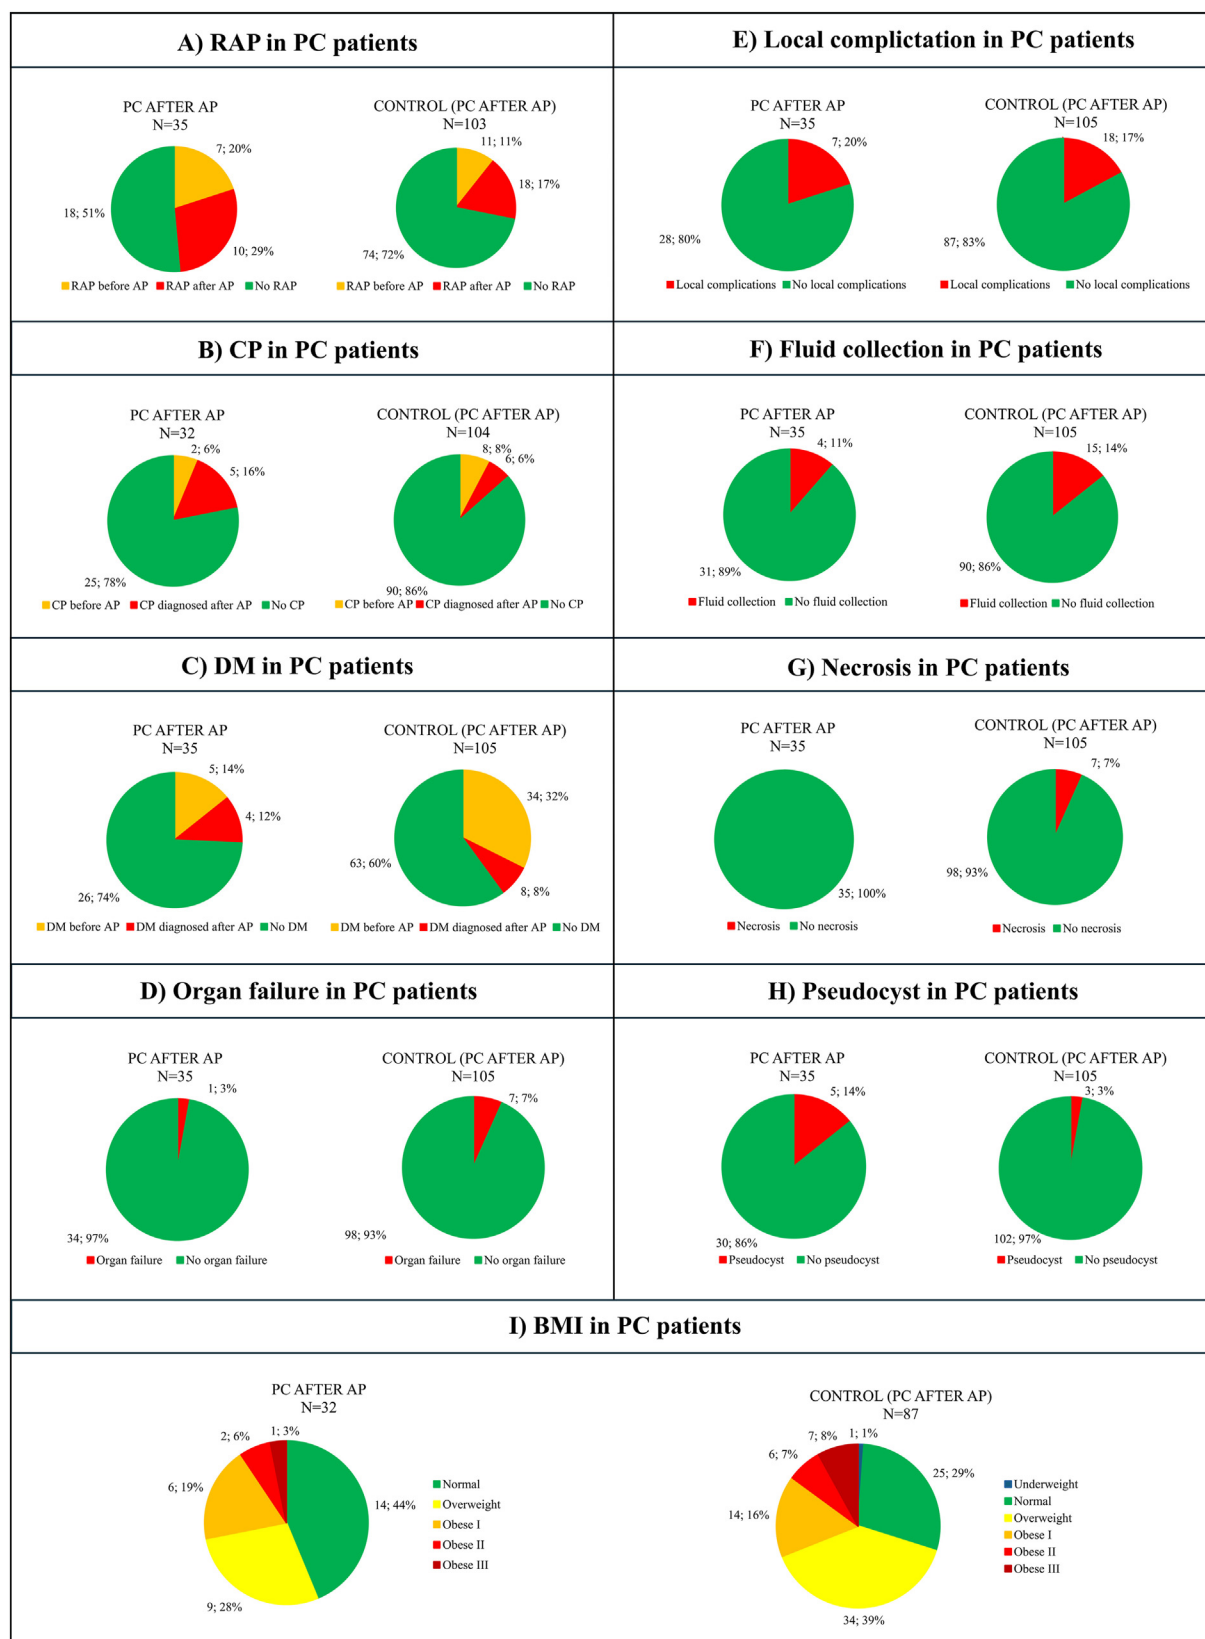 A) RAP in PC patients
PC AFTER AP
N=35
7; 20%
18; 51%
10; 29%
RAP before AP RAP after AP No RAP
CONTROL (PC AFTER AP)
N=103
11; 11%
18; 17%
74; 72%
RAP before AP RAP after AP No RAP
E) Local complictation in PC patients
PC AFTER AP
N=35
7; 20%
28; 80%
Local complications No local complications
CONTROL (PC AFTER AP)
N=105
18; 17%
87; 83%
Local complications No local complications
B) CP in PC patients
PC AFTER AP
N=32
2; 6%
5; 16%
25; 78%
CP before AP CP diagnosed after AP No CP
CONTROL (PC AFTER AP)
N=104
8; 8%
6; 6%
90; 86%
CP before AP CP diagnosed after AP No CP
F) Fluid collection in PC patients
PC AFTER AP
N=35
4; 11%
31; 89%
Fluid collection No fluid collection
CONTROL (PC AFTER AP)
N=105
15; 14%
90; 86%
Fluid collection No fluid collection
C) DM in PC patients
PC AFTER AP
N=35
5; 14%
4; 12%
26; 74%
DM before AP DM diagnosed after AP No DM
CONTROL (PC AFTER AP)
N=105
34; 32%
63; 60%
8; 8%
DM before AP DM diagnosed after AP No DM
G) Necrosis in PC patients
PC AFTER AP
N=35
35; 100%
Necrosis No necrosis
CONTROL (PC AFTER AP)
N=105
7; 7%
98; 93%
Necrosis No necrosis
D) Organ failure in PC patients
PC AFTER AP
N=35
1; 3%
34; 97%
Organ failure No organ failure
CONTROL (PC AFTER AP)
N=105
7; 7%
98; 93%
Organ failure No organ failure
H) Pseudocyst in PC patients
PC AFTER AP
N=35
5; 14%
30; 86%
Pseudocyst No pseudocyst
CONTROL (PC AFTER AP)
N=105
3; 3%
102; 97%
Pseudocyst No pseudocyst
I) BMI in PC patients
PC AFTER AP
N=32
2; 6%
1; 3%
6; 19%
14; 44%
9; 28%
Normal
Overweight
Obese I
Obese II
Obese III
CONTROL (PC AFTER AP)
N=87
7; 8%
1; 1%
6; 7%
25; 29%
14; 16%
34; 39%
Underweight
Normal
Overweight
Obese I
Obese II
Obese III